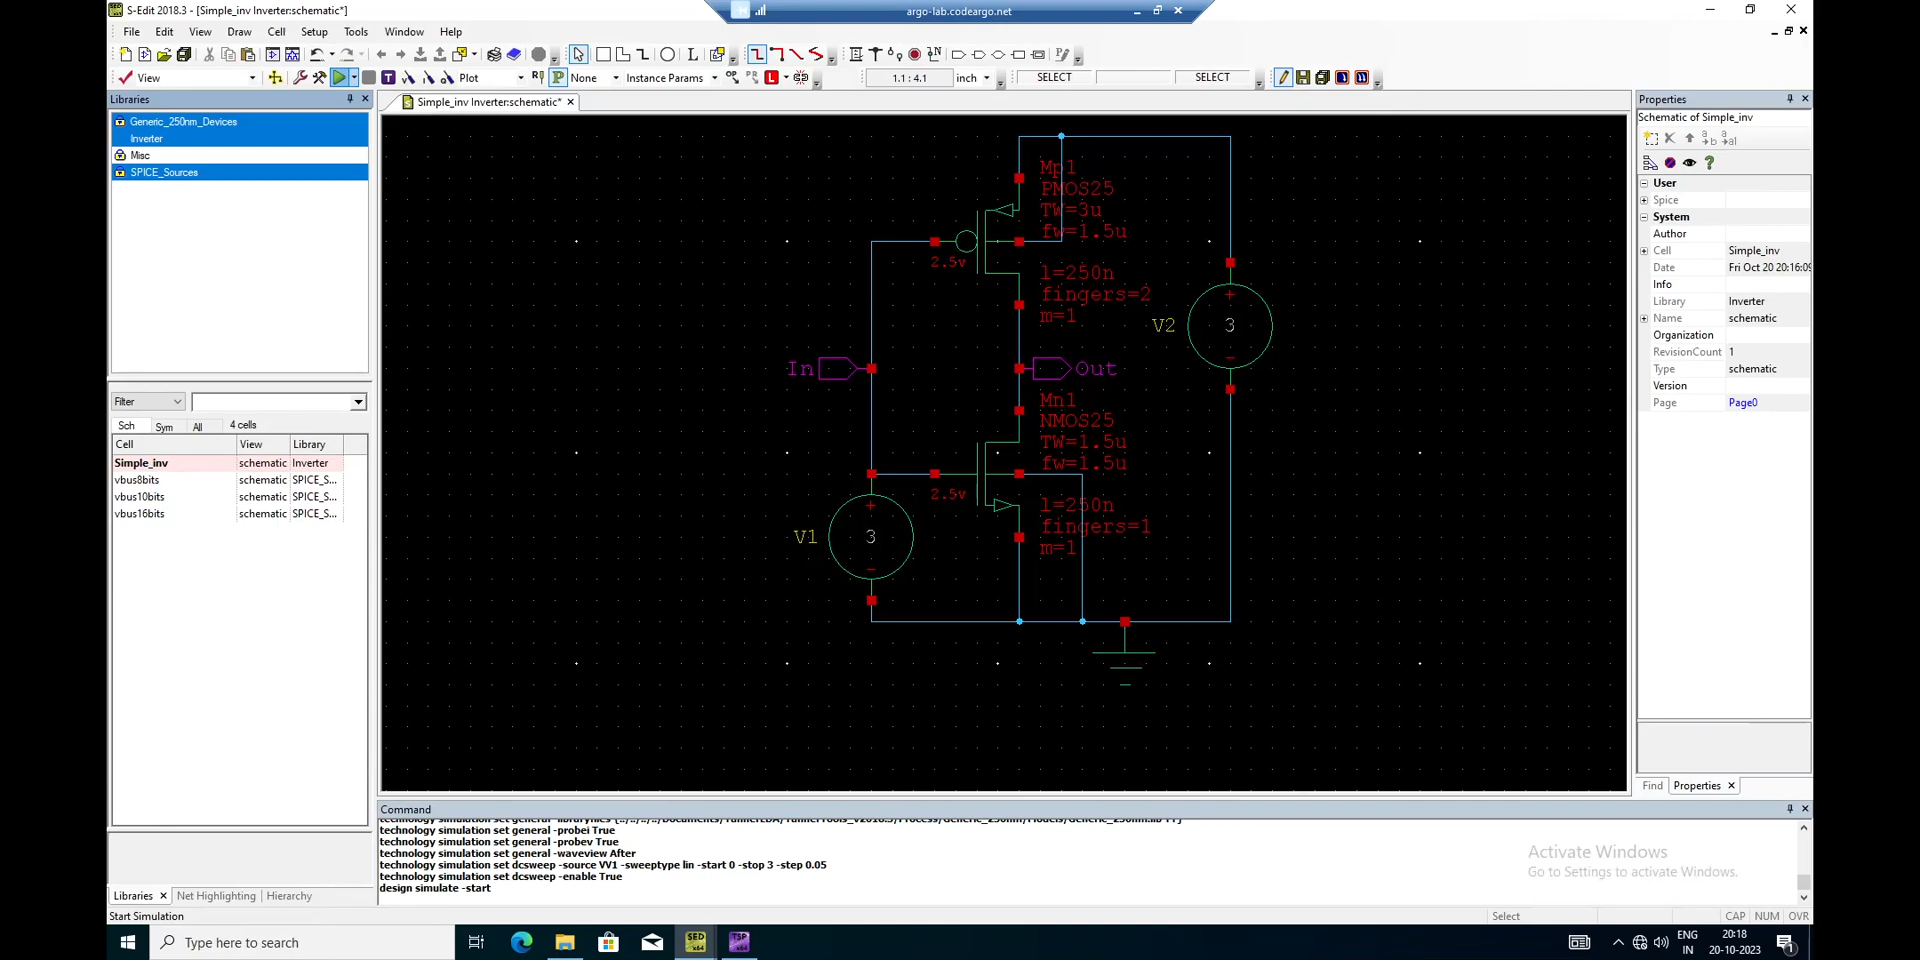 S-Edit 2018.3 - [Simple_inv Inverter:schematic*]
argo-lab.codeargo.net
File Edit View Draw Cell Setup Tools Window Help
View Plot None Instance Params 1.1 : 4.1 inch SELECT SELECT
Libraries
Generic_250nm_Devices
Inverter
Misc
SPICE_Sources
Filter
Sch Sym All 4 cells
Cell View Library
Simple_inv schematic Inverter
vbus8bits schematic SPICE_S...
vbus10bits schematic SPICE_S...
vbus16bits schematic SPICE_S...
Libraries Net Highlighting Hierarchy
Simple_inv Inverter:schematic*
Mp1
PMOS25
TW=3u
fw=1.5u
2.5v
l=250n
fingers=2
m=1
V2 3
In
Out
Mn1
NMOS25
TW=1.5u
fw=1.5u
2.5v
l=250n
fingers=1
m=1
V1 3
Properties
Schematic of Simple_inv
User
Spice
System
Author
Cell Simple_inv
Date Fri Oct 20 20:16:09
Info
Library Inverter
Name schematic
Organization
RevisionCount 1
Type schematic
Version
Page Page0
Find Properties
Command
technology simulation set general -probei True
technology simulation set general -probev True
technology simulation set general -waveview After
technology simulation set dcsweep -source VV1 -sweeptype lin -start 0 -stop 3 -step 0.05
technology simulation set dcsweep -enable True
design simulate -start
Activate Windows
Go to Settings to activate Windows.
Start Simulation Select CAP NUM OVR
Type here to search
SED x64
TSP x64
ENG
IN
20:18
20-10-2023
1